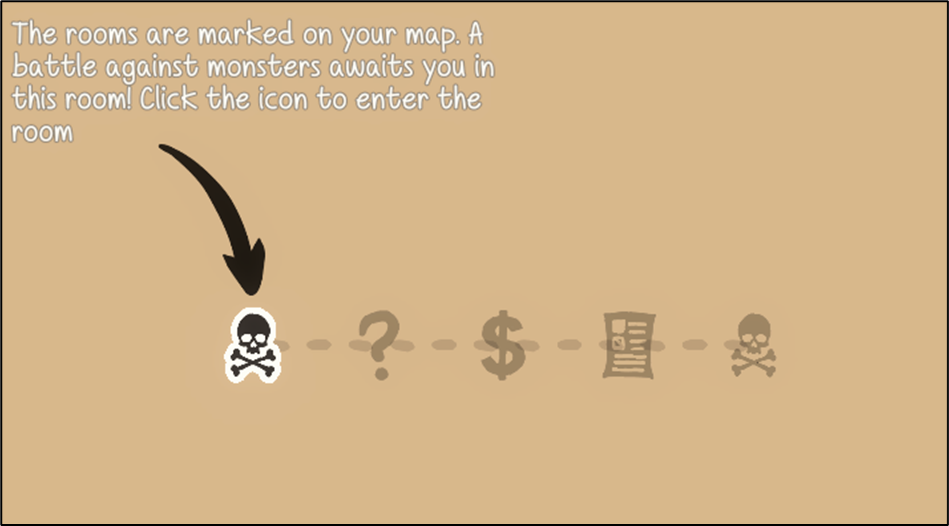 The rooms are marked on your map. A
battle against monsters awaits you in
this room! Click the icon to enter the
room
? $